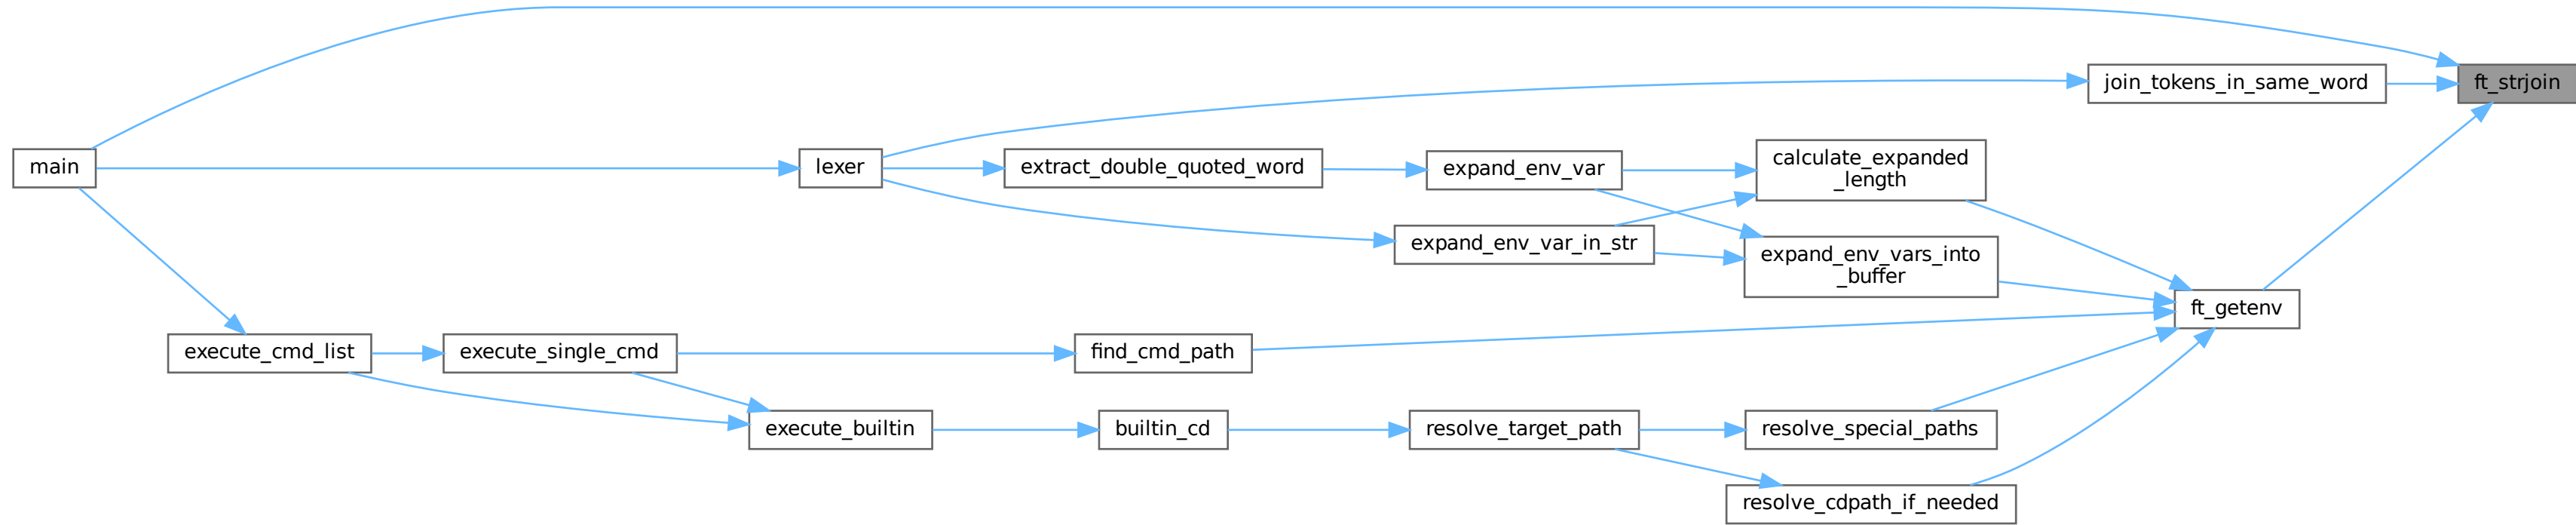 ft_strjoin
join_tokens_in_same_word
main
lexer
extract_double_quoted_word
expand_env_var
calculate_expanded
_length
expand_env_var_in_str
expand_env_vars_into
_buffer
ft_getenv
execute_cmd_list
execute_single_cmd
find_cmd_path
execute_builtin
builtin_cd
resolve_target_path
resolve_special_paths
resolve_cdpath_if_needed